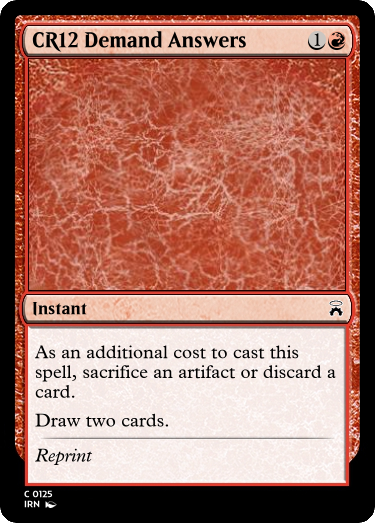 CR12 Demand Answers 1
Instant
As an additional cost to cast this
spell, sacrifice an artifact or discard a
card.
Draw two cards.
Reprint
C 0125
IRN